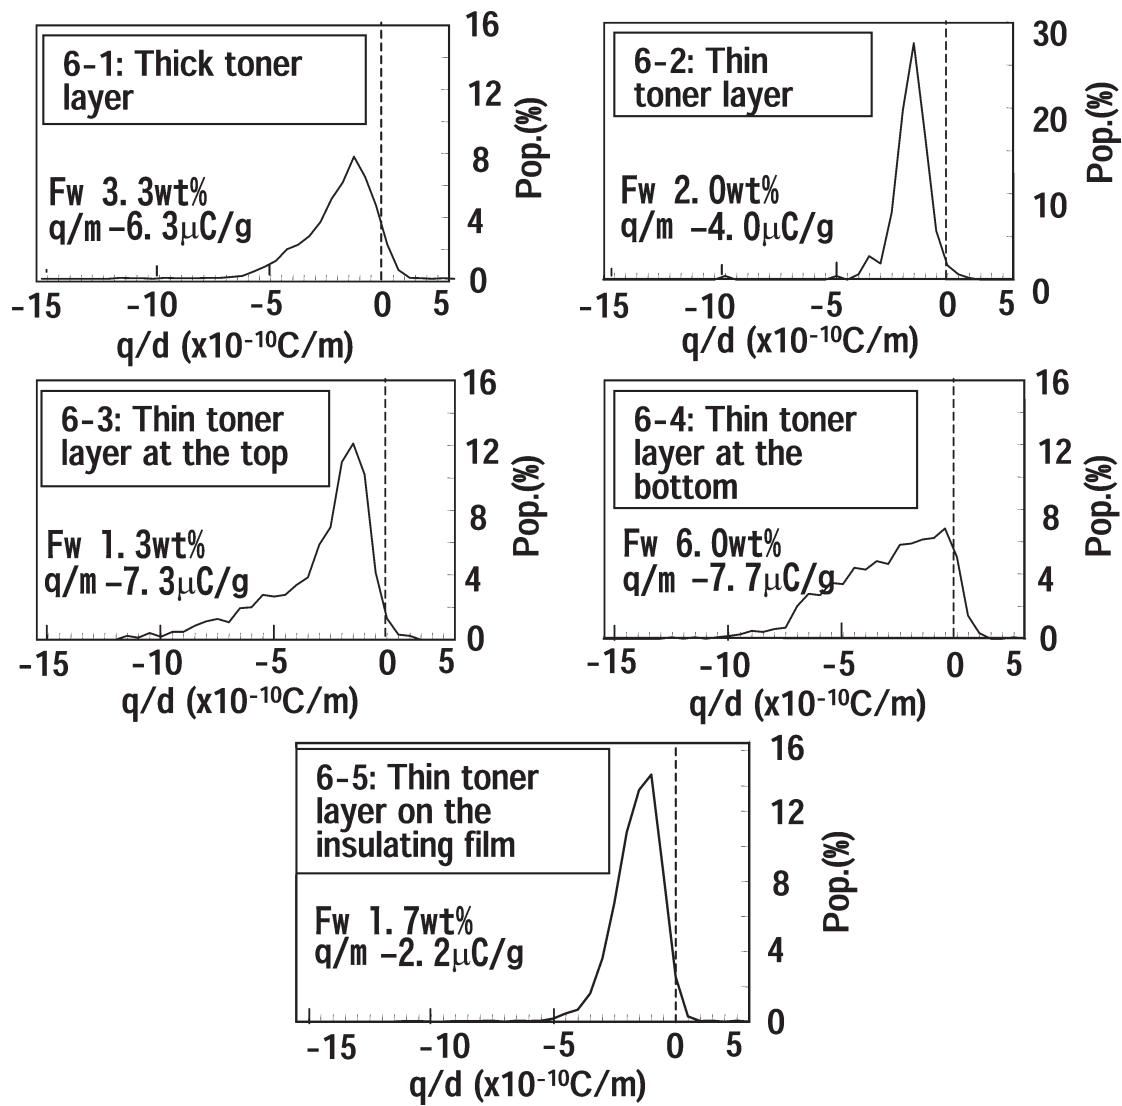 16
6-1: Thick toner
layer
12
Pop.(%)
8
Fw 3.3wt%
q/m -6.3μC/g
4
0
-15 -10 -5 0 5
q/d (x10-10C/m)
30
6-2: Thin
toner layer
20
Pop.(%)
Fw 2.0wt%
q/m -4.0μC/g
10
0
-15 -10 -5 0 5
q/d (x10-10C/m)
16
6-3: Thin toner
layer at the top
12
Pop.(%)
8
Fw 1.3wt%
q/m -7.3μC/g
4
0
-15 -10 -5 0 5
q/d (x10-10C/m)
16
6-4: Thin toner
layer at the
bottom
12
Pop.(%)
8
Fw 6.0wt%
q/m -7.7μC/g
4
0
-15 -10 -5 0 5
q/d (x10-10C/m)
16
6-5: Thin toner
layer on the
insulating film
12
Pop.(%)
8
Fw 1.7wt%
q/m -2.2μC/g
4
0
-15 -10 -5 0 5
q/d (x10-10C/m)